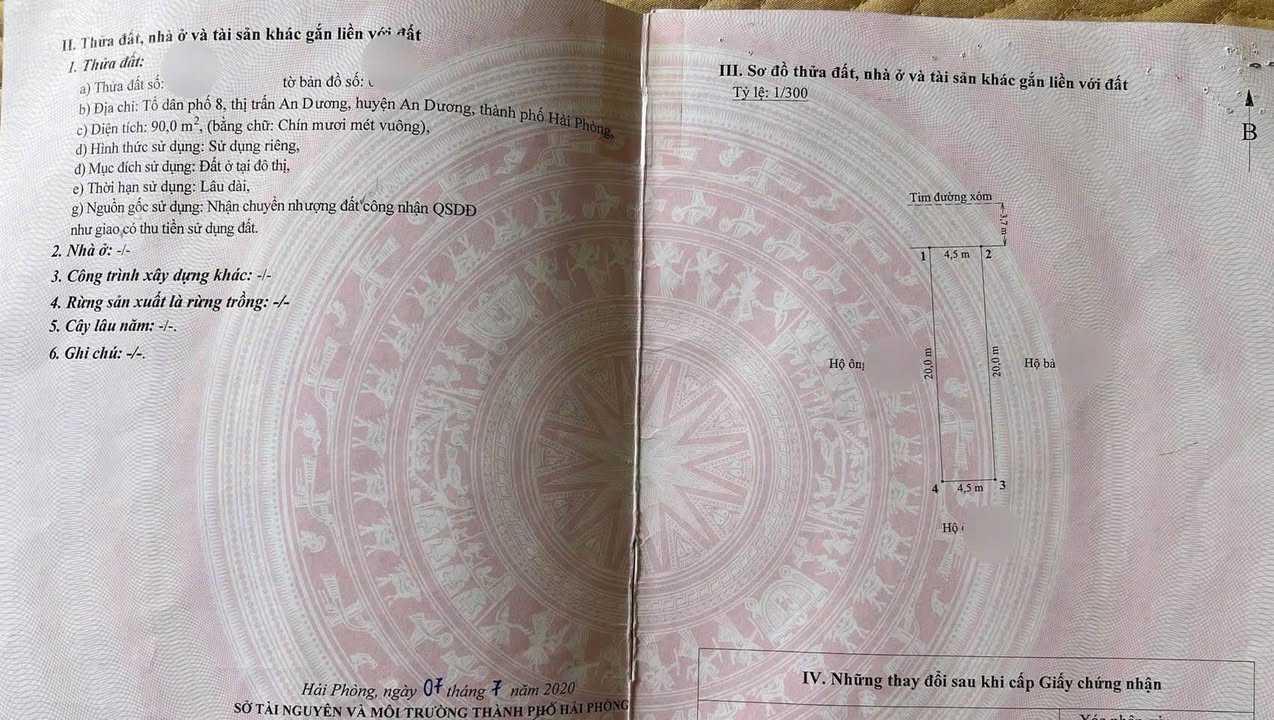 II. Thửa đất, nhà ở và tài sản khác gắn liền với đất
1. Thửa đất:
a) Thửa đất số: tờ bản đồ số:
b) Địa chỉ: Tổ dân phố 8, thị trấn An Dương, huyện An Dương, thành phố Hải Phòng,
c) Diện tích: 90,0 m², (bằng chữ: Chín mươi mét vuông),
d) Hình thức sử dụng: Sử dụng riêng,
đ) Mục đích sử dụng: Đất ở tại đô thị,
e) Thời hạn sử dụng: Lâu dài,
g) Nguồn gốc sử dụng: Nhận chuyển nhượng đất công nhận QSDĐ
như giao có thu tiền sử dụng đất.
2. Nhà ở: -/-
3. Công trình xây dựng khác: -/-
4. Rừng sản xuất là rừng trồng: -/-
5. Cây lâu năm: -/-.
6. Ghi chú: -/-.
Hải Phòng, ngày 07 tháng 7 năm 2020
SỞ TÀI NGUYÊN VÀ MÔI TRƯỜNG THÀNH PHỐ HẢI PHÒNG
III. Sơ đồ thửa đất, nhà ở và tài sản khác gắn liền với đất
Tỷ lệ: 1/300
B
Tim đường xóm
3,7 m
1 4,5 m 2
20,0 m
20,0 m
Hộ ông
Hộ bà
4 4,5 m 3
Hộ
IV. Những thay đổi sau khi cấp Giấy chứng nhận